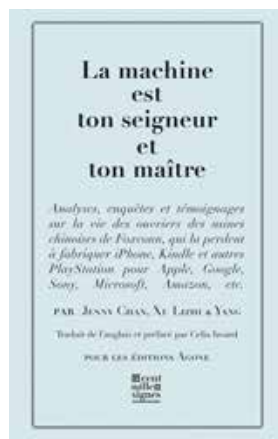 La machine
est
ton seigneur
et
ton maître
Analyses, enquêtes et témoignages
sur la vie des ouvriers des usines
chinoises de Foxconn, qui la perdent
à fabriquer iPhone, Kindle et autres
PlayStation pour Apple, Google,
Sony, Microsoft, Amazon, etc.
PAR JENNY CHAN, XU LIZHI & YANG
Traduit de l'anglais et préfacé par Celia Izoard
POUR LES ÉDITIONS AGONE
cent
mille
signes